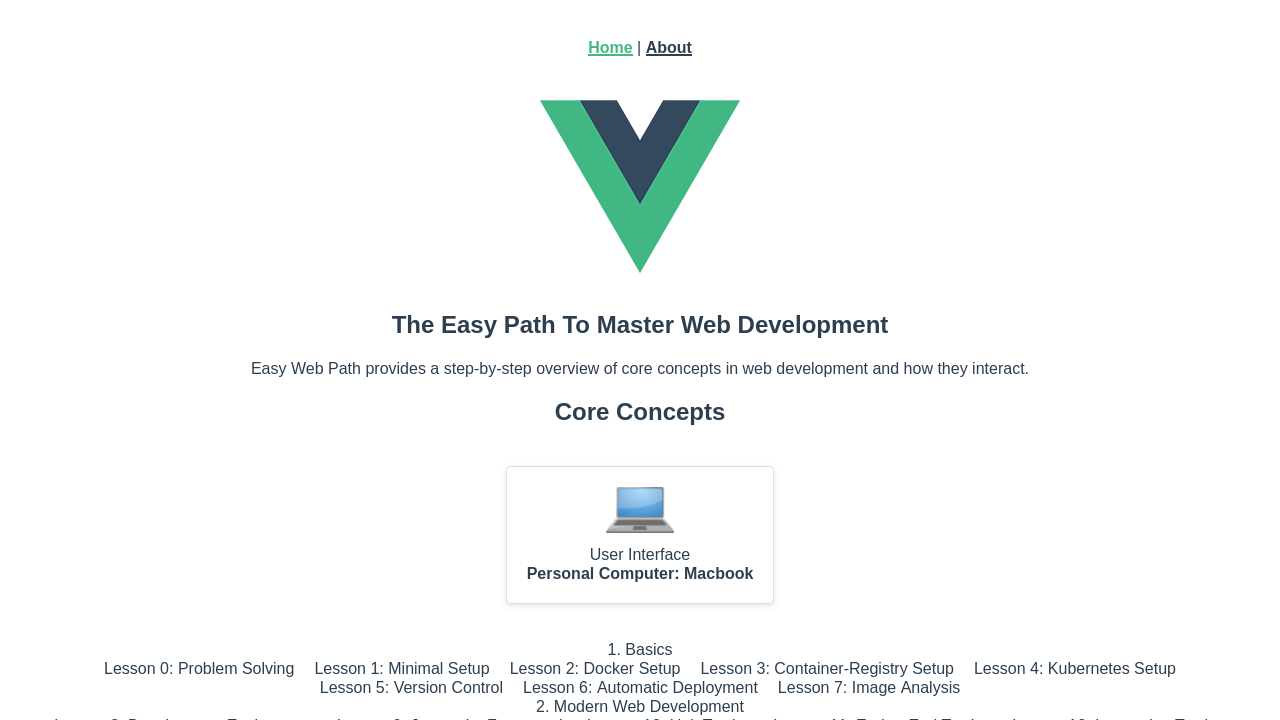 Home | About
The Easy Path To Master Web Development
Easy Web Path provides a step-by-step overview of core concepts in web development and how they interact.
Core Concepts
User Interface
Personal Computer: Macbook
1. Basics
Lesson 0: Problem Solving Lesson 1: Minimal Setup Lesson 2: Docker Setup Lesson 3: Container-Registry Setup Lesson 4: Kubernetes Setup
Lesson 5: Version Control Lesson 6: Automatic Deployment Lesson 7: Image Analysis
2. Modern Web Development